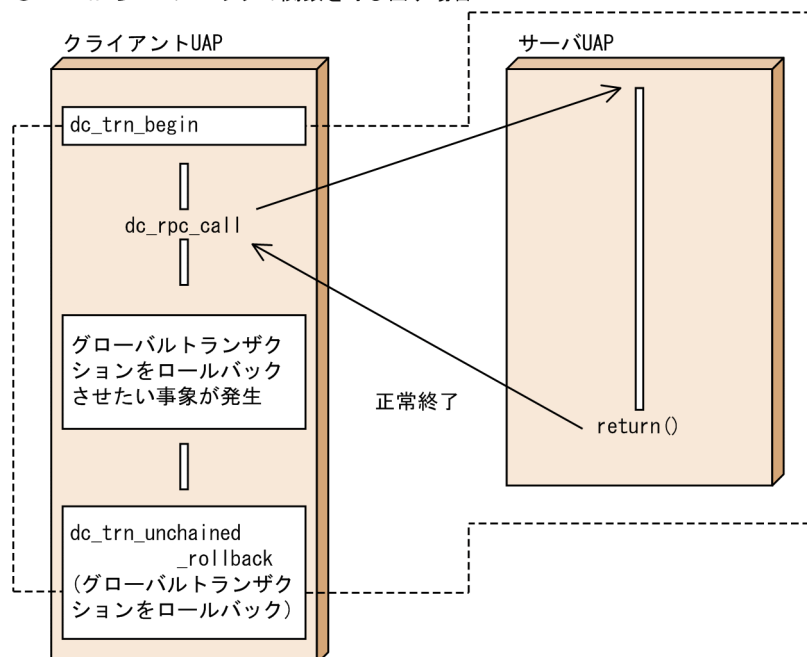 クライアントUAP
サーバUAP
dc_trn_begin
dc_rpc_call
グローバルトランザク
ションをロールバック
させたい事象が発生
正常終了
return()
dc_trn_unchained
_rollback
(グローバルトランザク
ションをロールバック)